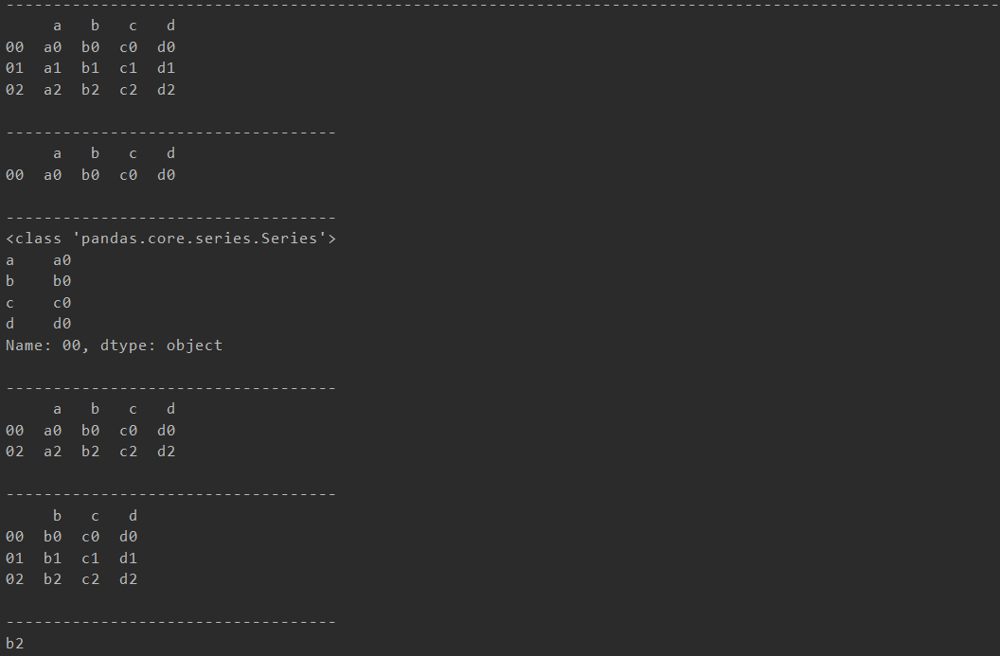 ---------------------------------------------------------------------------------------------------------
     a   b   c   d
00  a0  b0  c0  d0
01  a1  b1  c1  d1
02  a2  b2  c2  d2

-----------------------------------
     a   b   c   d
00  a0  b0  c0  d0

-----------------------------------
<class 'pandas.core.series.Series'>
a    a0
b    b0
c    c0
d    d0
Name: 00, dtype: object

-----------------------------------
     a   b   c   d
00  a0  b0  c0  d0
02  a2  b2  c2  d2

-----------------------------------
     b   c   d
00  b0  c0  d0
01  b1  c1  d1
02  b2  c2  d2

-----------------------------------
b2